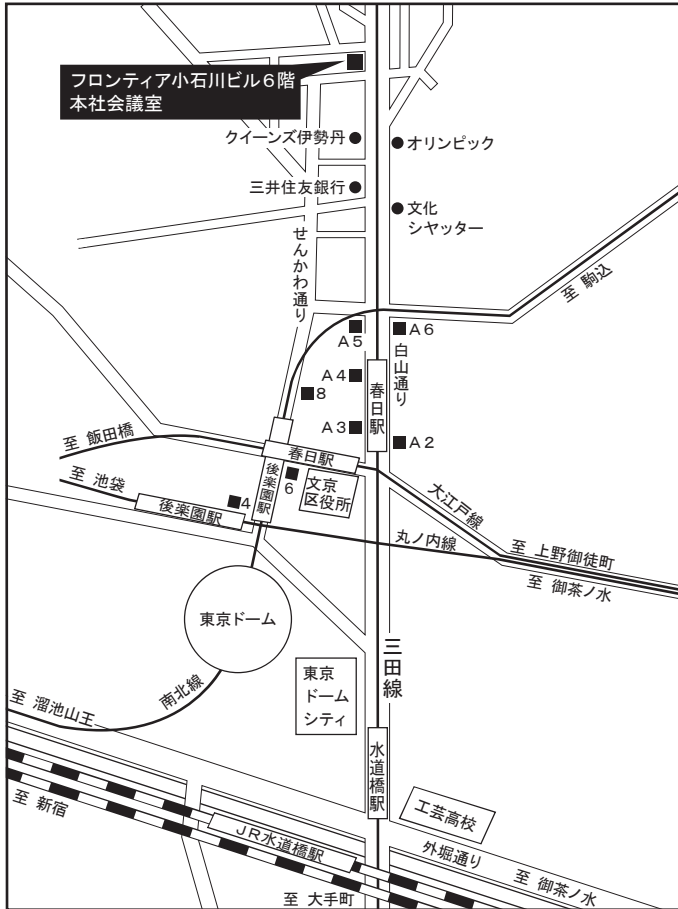 フロンティア小石川ビル6階
本社会議室
クイーンズ伊勢丹
オリンピック
三井住友銀行
文化
シヤッター
せんかわ通り
至 駒込
A5
A6
白山通り
A4
8
春日駅
A3
A2
至 飯田橋
春日駅
至 池袋
後楽園駅
6
文京
区役所
4
後楽園駅
大江戸線
丸ノ内線
至 上野御徒町
至 御茶ノ水
東京ドーム
三田線
東京
ドーム
シティ
南北線
至 溜池山王
水道橋駅
工芸高校
至 新宿
JR水道橋駅
外堀通り
至 御茶ノ水
至 大手町